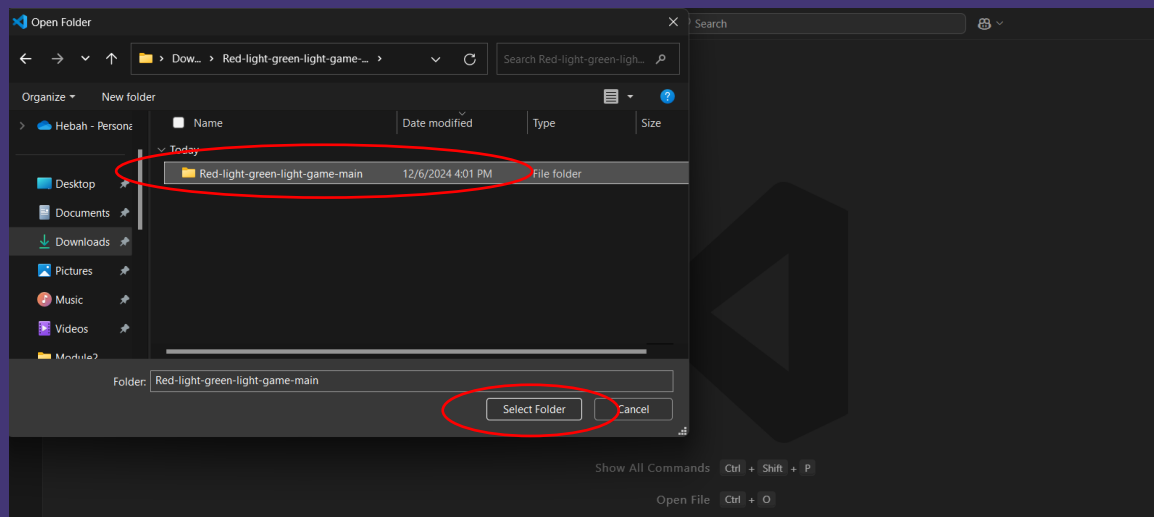 Open Folder
Search
Dow... > Red-light-green-light-game-... >
Search Red-light-green-ligh...
Organize
New folder
Hebah - Persona
Name
Date modified
Type
Size
Today
Red-light-green-light-game-main
12/6/2024 4:01 PM
File folder
Desktop
Documents
Downloads
Pictures
Music
Videos
Module2
Folder:
Red-light-green-light-game-main
Select Folder
Cancel
Show All Commands Ctrl + Shift + P
Open File Ctrl + O